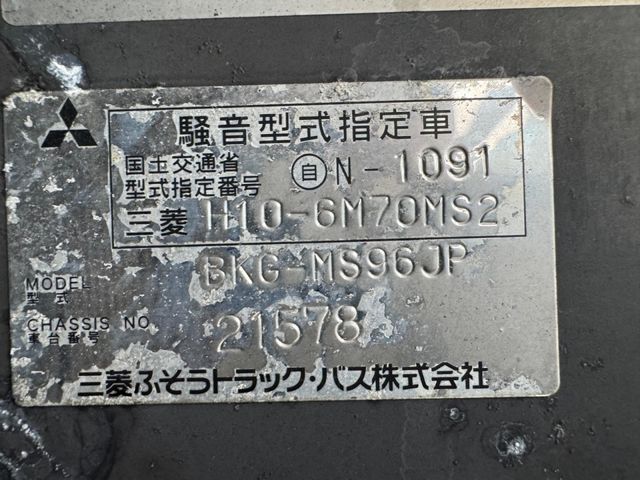 騒音型式指定車
国土交通省
型式指定番号
自N-1091
三菱 H10-6M70MS2
MODEL
型式
BKG-MS96JP
CHASSIS NO.
車台番号
21578
三菱ふそうトラック・バス株式会社